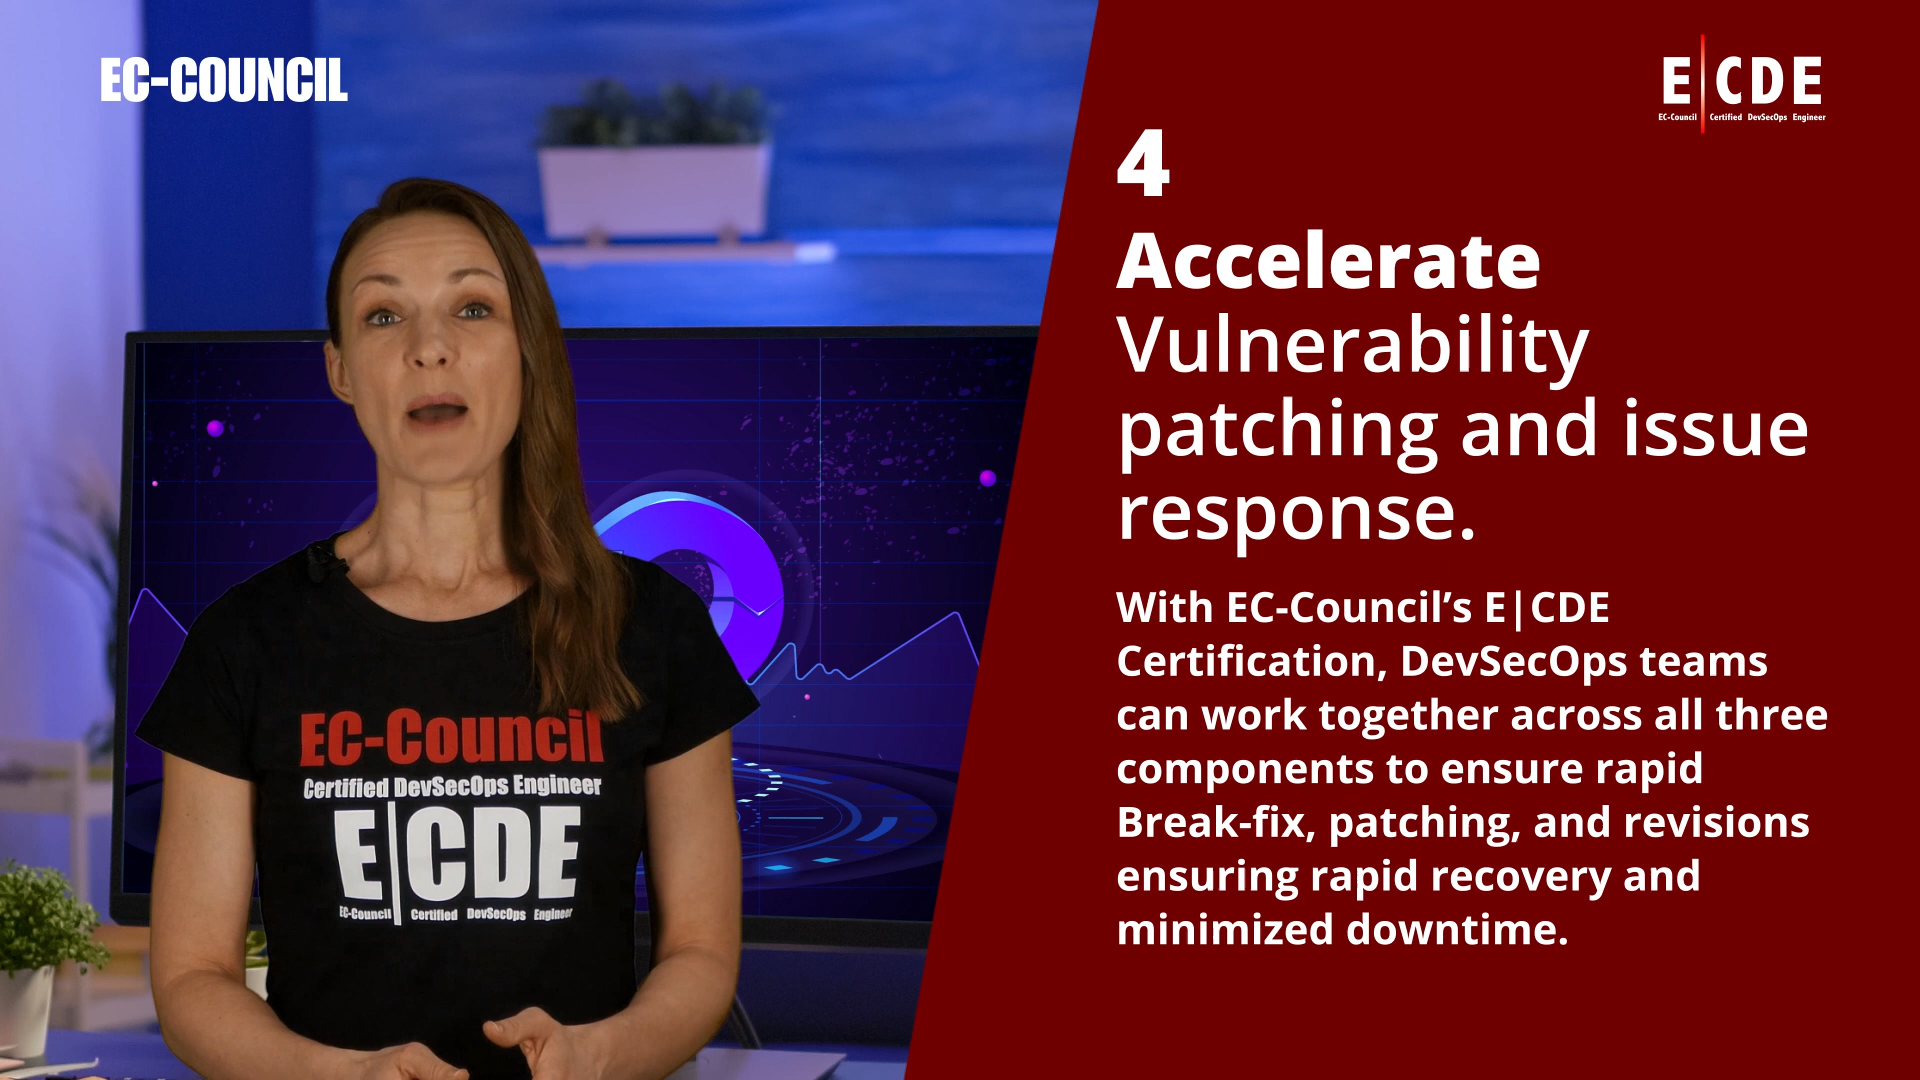 EC-COUNCIL
E|CDE
EC-Council Certified DevSecOps Engineer
4
Accelerate
Vulnerability
patching and issue
response.
With EC-Council’s E|CDE
Certification, DevSecOps teams
can work together across all three
components to ensure rapid
Break-fix, patching, and revisions
ensuring rapid recovery and
minimized downtime.
EC-Council
Certified DevSecOps Engineer
E|CDE
EC-Council Certified DevSecOps Engineer